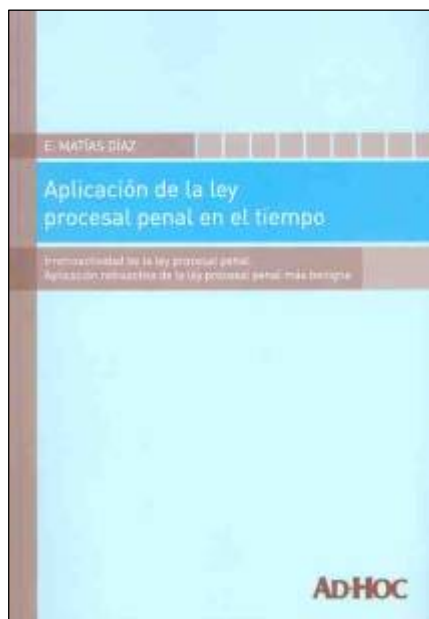 E. MATÍAS DÍAZ
Aplicación de la ley
procesal penal en el tiempo
Irretroactividad de la ley procesal penal
Aplicación retroactiva de la ley procesal penal más benigna
AD-HOC